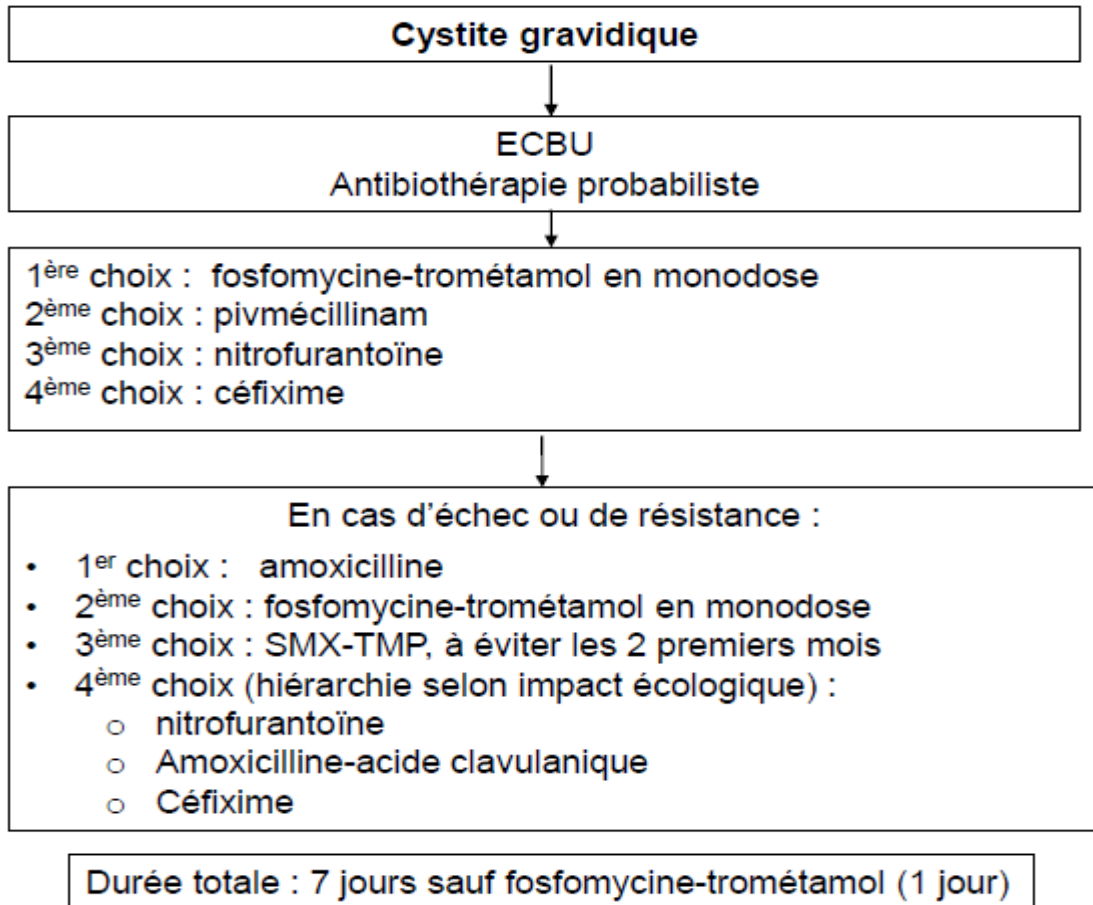 Cystite gravidique
ECBU
Antibiothérapie probabiliste
1ère choix : fosfomycine-trométamol en monodose
2ème choix : pivmécillinam
3ème choix : nitrofurantoïne
4ème choix : céfixime
En cas d'échec ou de résistance :
• 1er choix : amoxicilline
• 2ème choix : fosfomycine-trométamol en monodose
• 3ème choix : SMX-TMP, à éviter les 2 premiers mois
• 4ème choix (hiérarchie selon impact écologique) :
o nitrofurantoïne
o Amoxicilline-acide clavulanique
o Céfixime
Durée totale : 7 jours sauf fosfomycine-trométamol (1 jour)